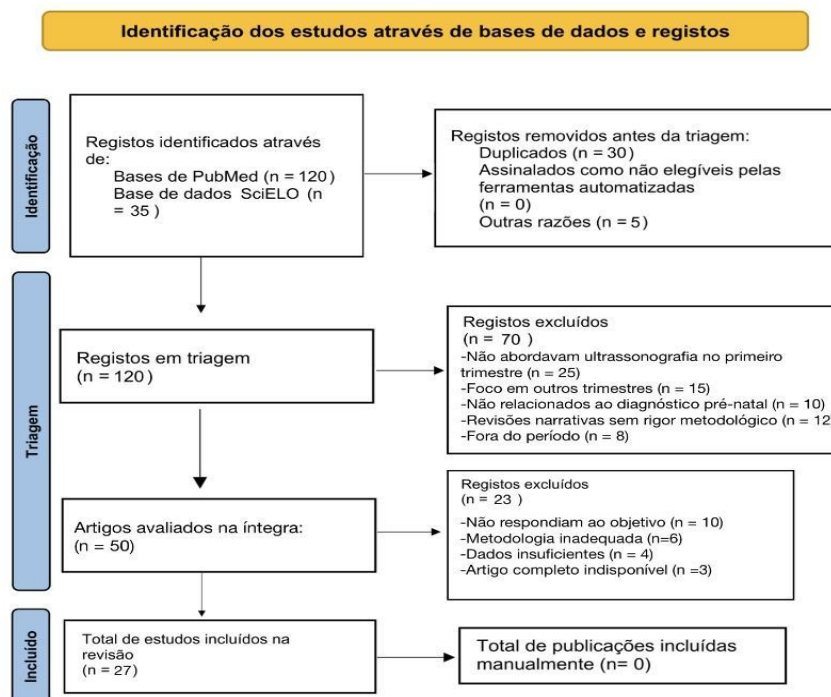 Identificação dos estudos através de bases de dados e registos
Identificação
Registos identificados através
de:
Bases de PubMed (n = 120)
Base de dados SciELO (n
= 35 )
Registos removidos antes da triagem:
Duplicados (n = 30)
Assinalados como não elegíveis pelas
ferramentas automatizadas
(n = 0)
Outras razões (n = 5 )
Triagem
Registos em triagem
(n = 120)
Registos excluídos
(n = 70 )
-Não abordavam ultrassonografia no primeiro
trimestre (n = 25)
-Foco em outros trimestres (n = 15)
-Não relacionados ao diagnóstico pré-natal (n = 10)
-Revisões narrativas sem rigor metodológico (n = 12
-Fora do período (n = 8)
Artigos avaliados na íntegra:
(n = 50)
Registos excluídos
(n = 23 )
-Não respondiam ao objetivo (n = 10)
-Metodologia inadequada (n=6)
-Dados insuficientes (n = 4)
-Artigo completo indisponível (n =3)
Incluído
Total de estudos incluídos na
revisão
(n = 27)
Total de publicações incluídas
manualmente (n= 0)